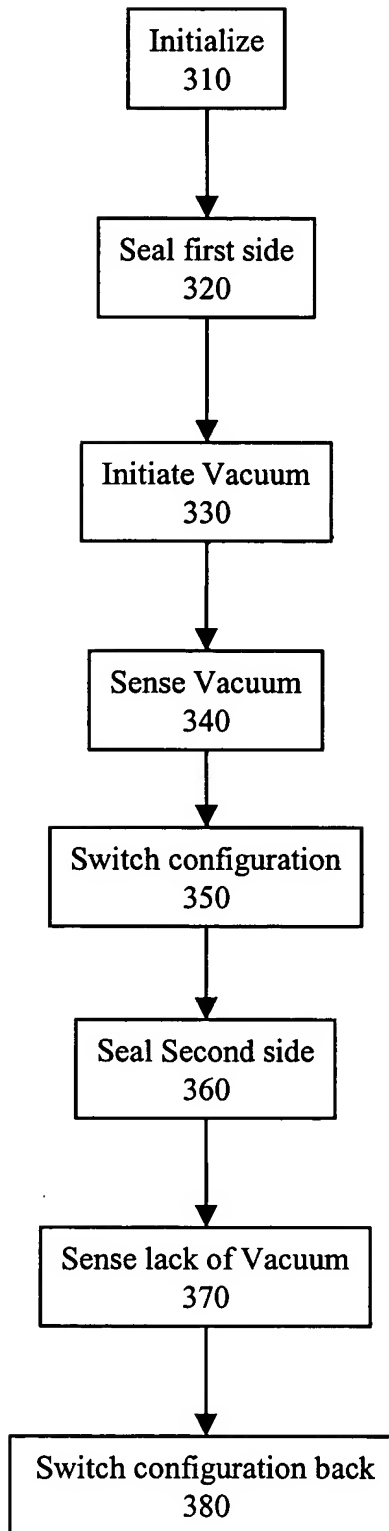 Initialize
310
Seal first side
320
Initiate Vacuum
330
Sense Vacuum
340
Switch configuration
350
Seal Second side
360
Sense lack of Vacuum
370
Switch configuration back
380